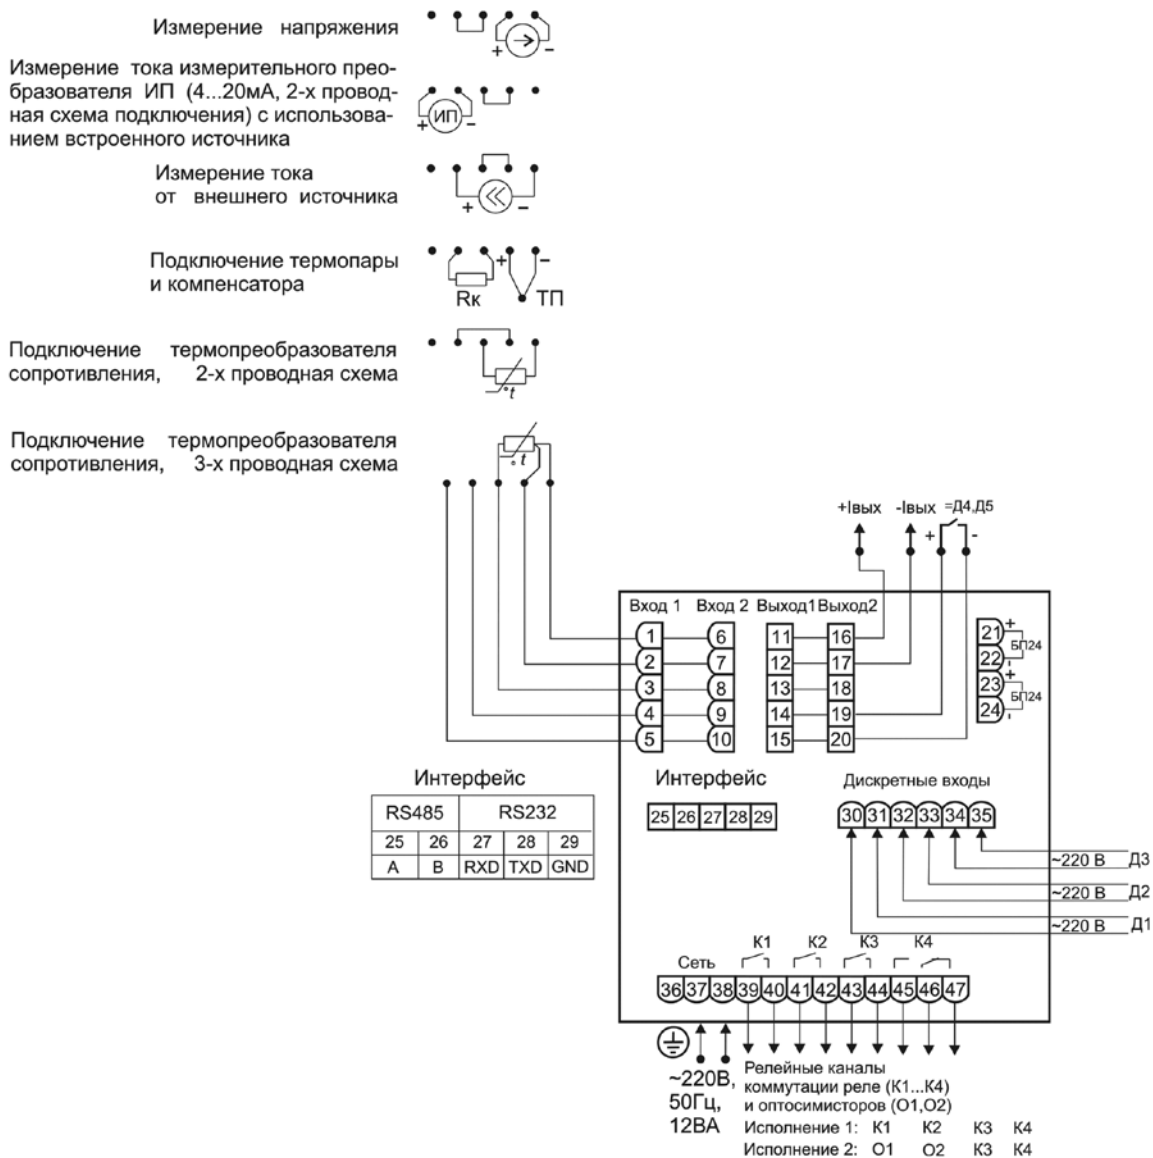 Измерение напряжения
+ −
Измерение тока измерительного прео-
бразователя ИП (4...20мА, 2-х провод-
ная схема подключения) с использова-
нием встроенного источника
+ ИП −
Измерение тока
от внешнего источника
+ −
Подключение термопары
и компенсатора
+ −
Rк ТП
Подключение термопреобразователя
сопротивления, 2-х проводная схема
°t
Подключение термопреобразователя
сопротивления, 3-х проводная схема
°t
+Iвых -Iвых =Д4,Д5
+ -
Вход 1 Вход 2 Выход1 Выход2
1 6 11 16 21 +
БП24
2 7 12 17 22 -
3 8 13 18 23 +
БП24
4 9 14 19 24 -
5 10 15 20
Интерфейс
RS485 RS232
25 26 27 28 29
A B RXD TXD GND
Интерфейс
25 26 27 28 29
Дискретные входы
30 31 32 33 34 35
~220 В Д3
~220 В Д2
~220 В Д1
К1 К2 К3 К4
Сеть
36 37 38 39 40 41 42 43 44 45 46 47
~220В,
50Гц,
12ВА
Релейные каналы
коммутации реле (К1...К4)
и оптосимисторов (О1,О2)
Исполнение 1: К1 К2 К3 К4
Исполнение 2: О1 О2 К3 К4